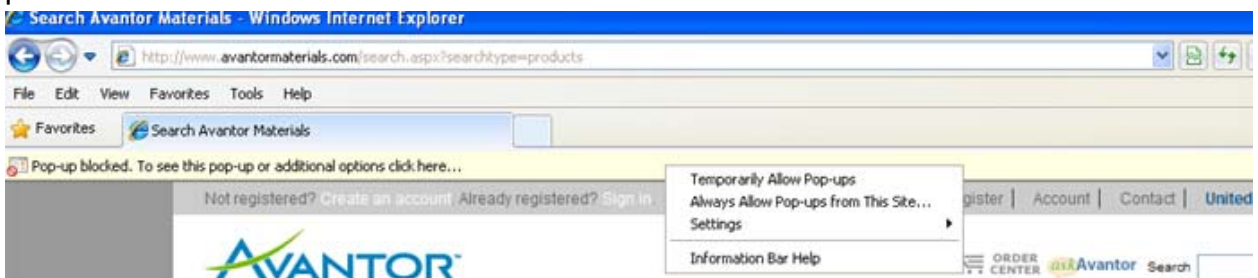 Search Avantor Materials - Windows Internet Explorer
http://www.avantormaterials.com/search.aspx?searchtype=products
File Edit View Favorites Tools Help
Favorites Search Avantor Materials
Pop-up blocked. To see this pop-up or additional options click here...
Temporarily Allow Pop-ups
Always Allow Pop-ups from This Site...
Settings
Information Bar Help
Not registered? Create an account Already registered? Sign in
gister | Account | Contact | United
AVANTOR
ORDER CENTER askAvantor Search